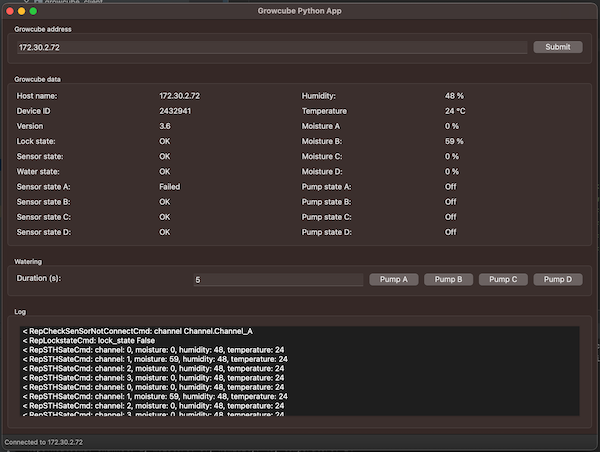 growcube_client
Growcube Python App
Growcube address
172.30.2.72 Submit
Growcube data
Host name: 172.30.2.72 Humidity: 48 %
Device ID 2432941 Temperature 24 °C
Version 3.6 Moisture A 0 %
Lock state: OK Moisture B: 59 %
Sensor state: OK Moisture C: 0 %
Water state: OK Moisture D: 0 %
Sensor state A: Failed Pump state A: Off
Sensor state B: OK Pump state B: Off
Sensor state C: OK Pump state C: Off
Sensor state D: OK Pump state D: Off
Watering
Duration (s): 5 Pump A Pump B Pump C Pump D
Log
< RepCheckSenSorNotConnectCmd: channel Channel.Channel_A
< RepLockstateCmd: lock_state False
< RepSTHSateCmd: channel: 0, moisture: 0, humidity: 48, temperature: 24
< RepSTHSateCmd: channel: 1, moisture: 59, humidity: 48, temperature: 24
< RepSTHSateCmd: channel: 2, moisture: 0, humidity: 48, temperature: 24
< RepSTHSateCmd: channel: 3, moisture: 0, humidity: 48, temperature: 24
< RepSTHSateCmd: channel: 0, moisture: 0, humidity: 48, temperature: 24
< RepSTHSateCmd: channel: 1, moisture: 59, humidity: 48, temperature: 24
< RepSTHSateCmd: channel: 2, moisture: 0, humidity: 48, temperature: 24
< RepSTHSateCmd: channel: 3, moisture: 0, humidity: 48, temperature: 24
Connected to 172.30.2.72